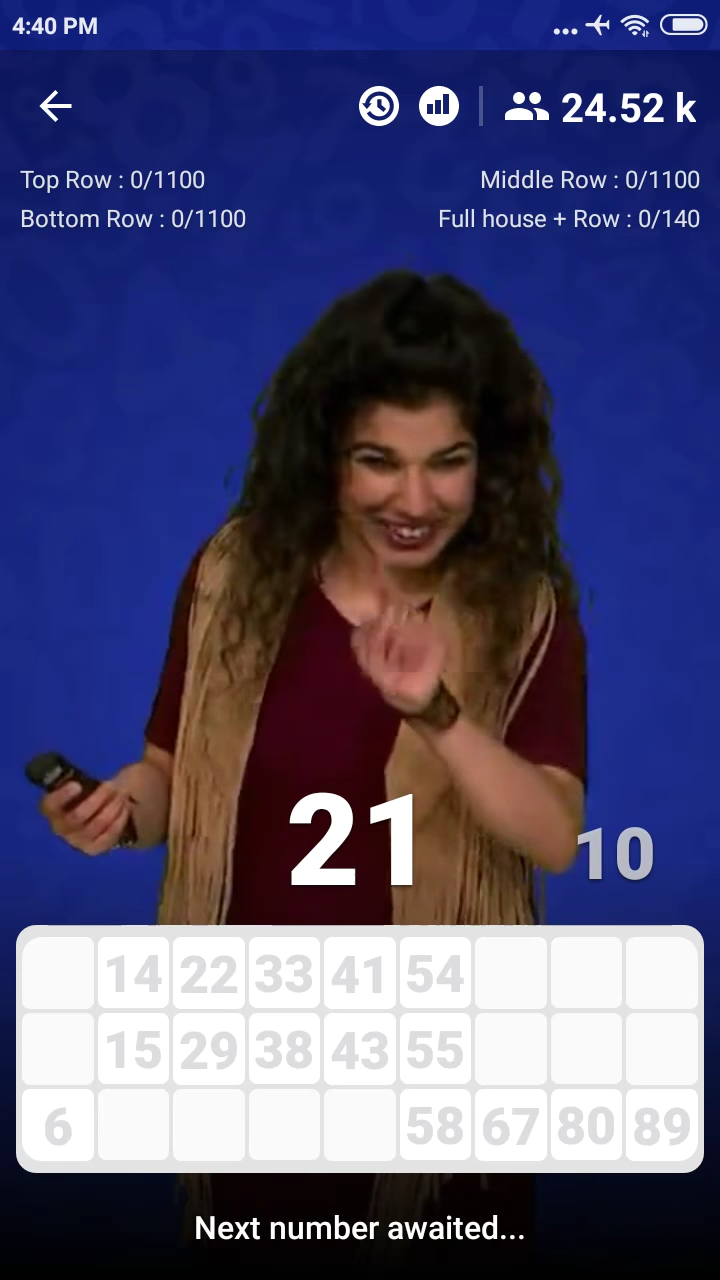 4:40 PM
24.52 k
Top Row : 0/1100 Middle Row : 0/1100
Bottom Row : 0/1100 Full house + Row : 0/140
21 10
14 22 33 41 54
15 29 38 43 55
6 58 67 80 89
Next number awaited...